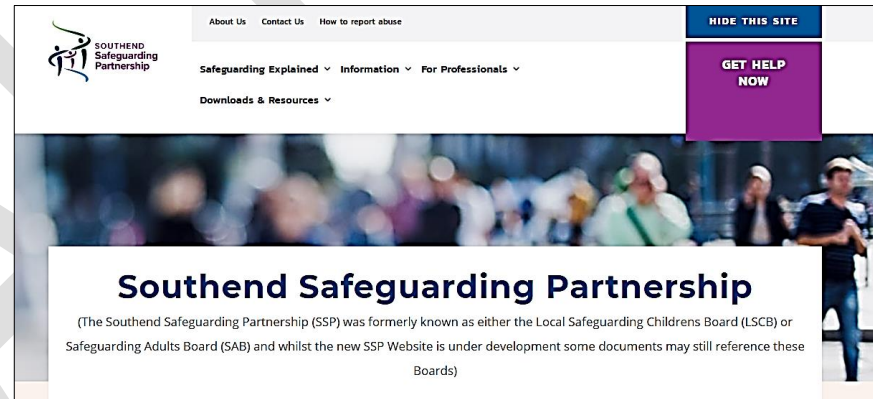 About Us Contact Us How to report abuse
HIDE THIS SITE
SOUTHEND
Safeguarding
Partnership
GET HELP
NOW
Safeguarding Explained Information For Professionals
Downloads & Resources
Southend Safeguarding Partnership
(The Southend Safeguarding Partnership (SSP) was formerly known as either the Local Safeguarding Childrens Board (LSCB) or
Safeguarding Adults Board (SAB) and whilst the new SSP Website is under development some documents may still reference these
Boards)